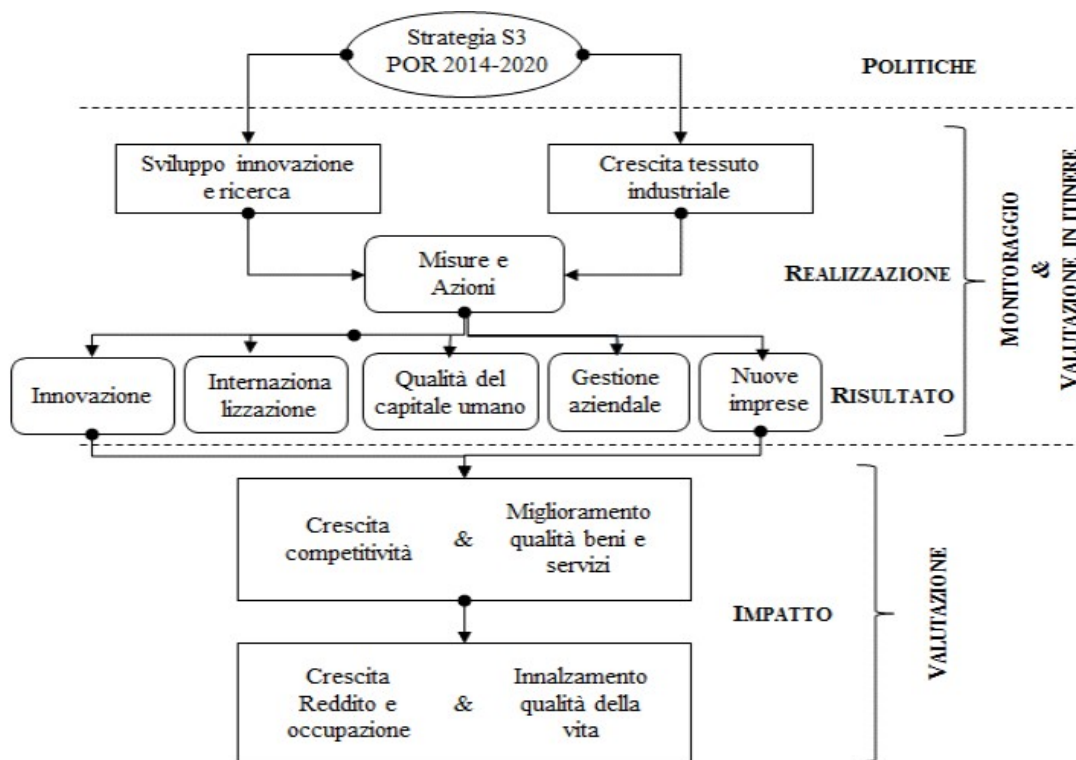 Strategia S3
POR 2014-2020
POLITICHE
Sviluppo innovazione
e ricerca
Crescita tessuto
industriale
Misure e
Azioni
REALIZZAZIONE
Innovazione
Internaziona
lizzazione
Qualità del
capitale umano
Gestione
aziendale
Nuove
imprese
RISULTATO
MONITORAGGIO
&
VALUTAZIONE IN ITINERE
Crescita
competitività
&
Miglioramento
qualità beni e
servizi
IMPATTO
Crescita
Reddito e
occupazione
&
Innalzamento
qualità della
vita
VALUTAZIONE